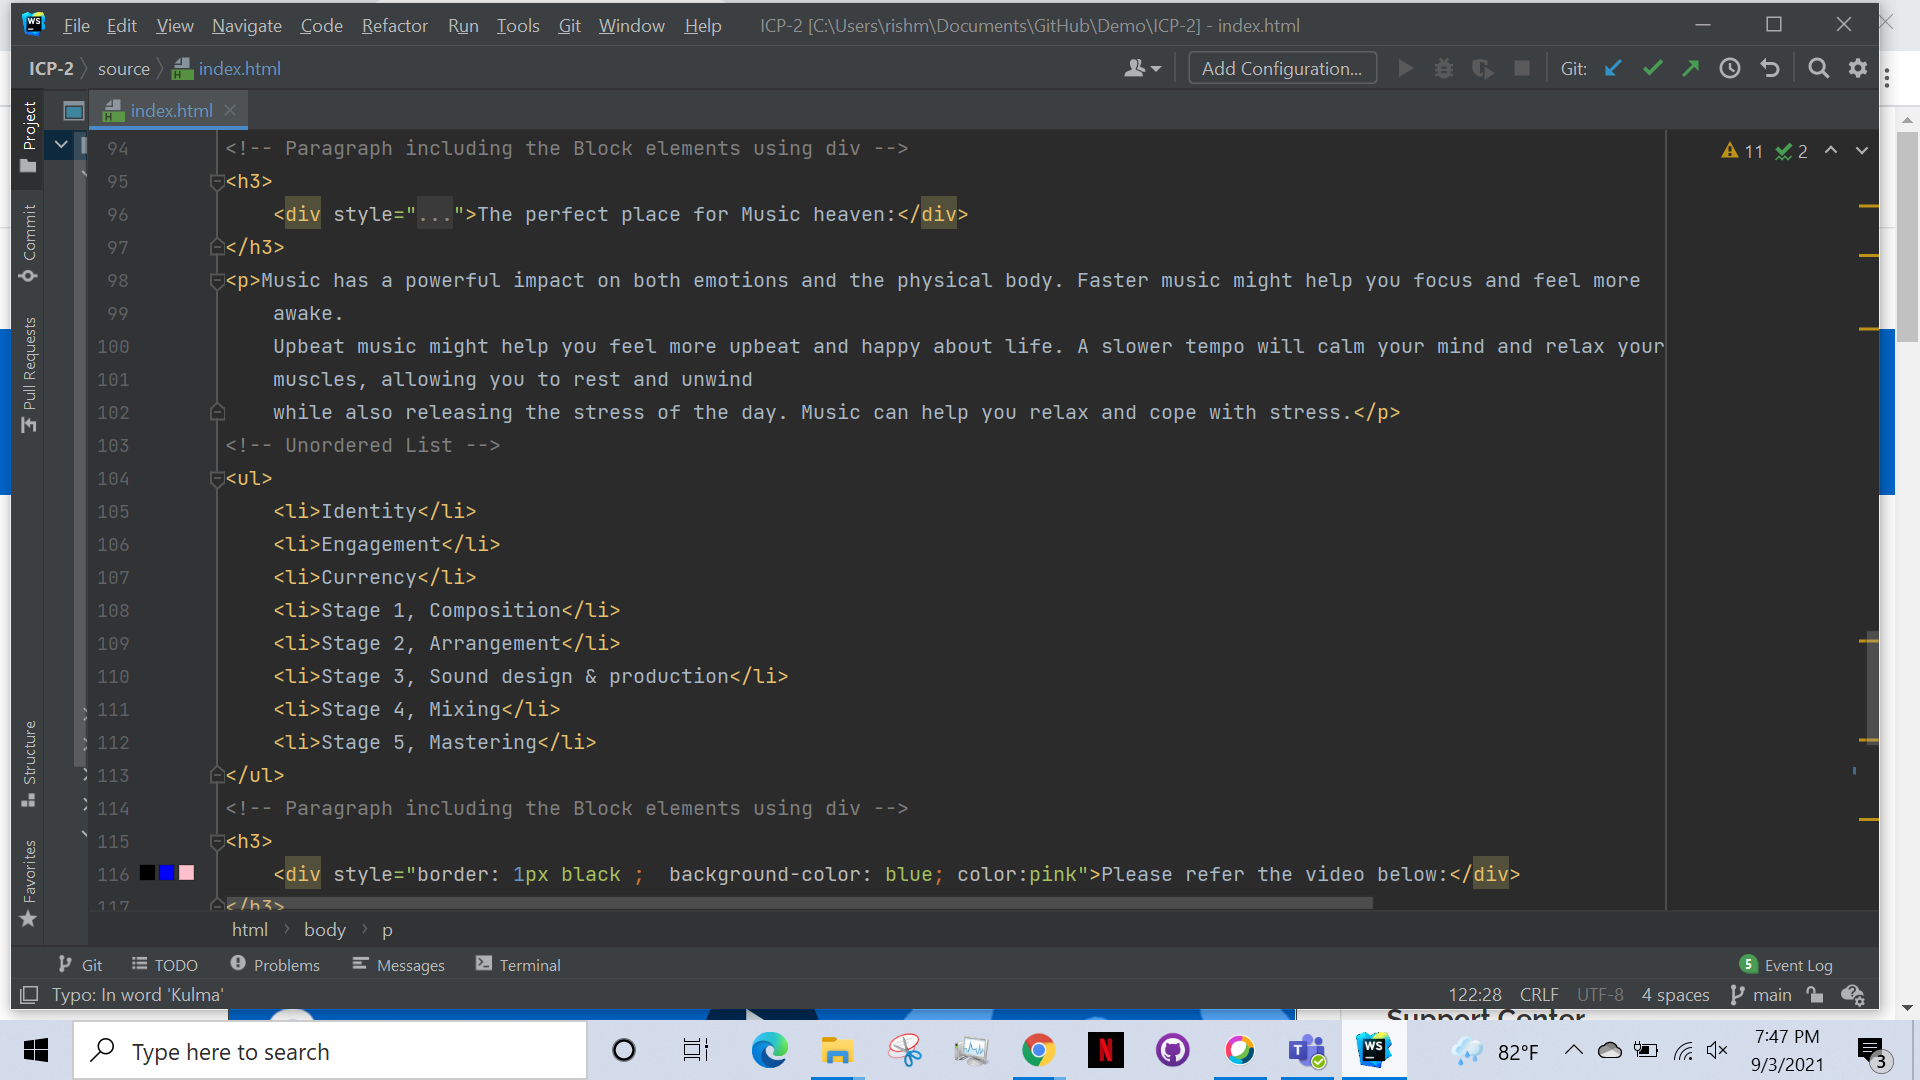 File Edit View Navigate Code Refactor Run Tools Git Window Help ICP-2 [C:\Users\rishm\Documents\GitHub\Demo\ICP-2] - index.html
ICP-2 source index.html Add Configuration... Git:
index.html
Project
Commit
Pull Requests
Structure
Favorites
11 2
94 <!-- Paragraph including the Block elements using div -->
95 <h3>
96 <div style="...">The perfect place for Music heaven:</div>
97 </h3>
98 <p>Music has a powerful impact on both emotions and the physical body. Faster music might help you focus and feel more
99 awake.
100 Upbeat music might help you feel more upbeat and happy about life. A slower tempo will calm your mind and relax your
101 muscles, allowing you to rest and unwind
102 while also releasing the stress of the day. Music can help you relax and cope with stress.</p>
103 <!-- Unordered List -->
104 <ul>
105 <li>Identity</li>
106 <li>Engagement</li>
107 <li>Currency</li>
108 <li>Stage 1, Composition</li>
109 <li>Stage 2, Arrangement</li>
110 <li>Stage 3, Sound design & production</li>
111 <li>Stage 4, Mixing</li>
112 <li>Stage 5, Mastering</li>
113 </ul>
114 <!-- Paragraph including the Block elements using div -->
115 <h3>
116 <div style="border: 1px black ;  background-color: blue; color:pink">Please refer the video below:</div>
117 </h3>
html body p
Git TODO Problems Messages Terminal 5 Event Log
Typo: In word 'Kulma' 122:28 CRLF UTF-8 4 spaces main
Support Center
Type here to search 82°F 7:47 PM
9/3/2021 3